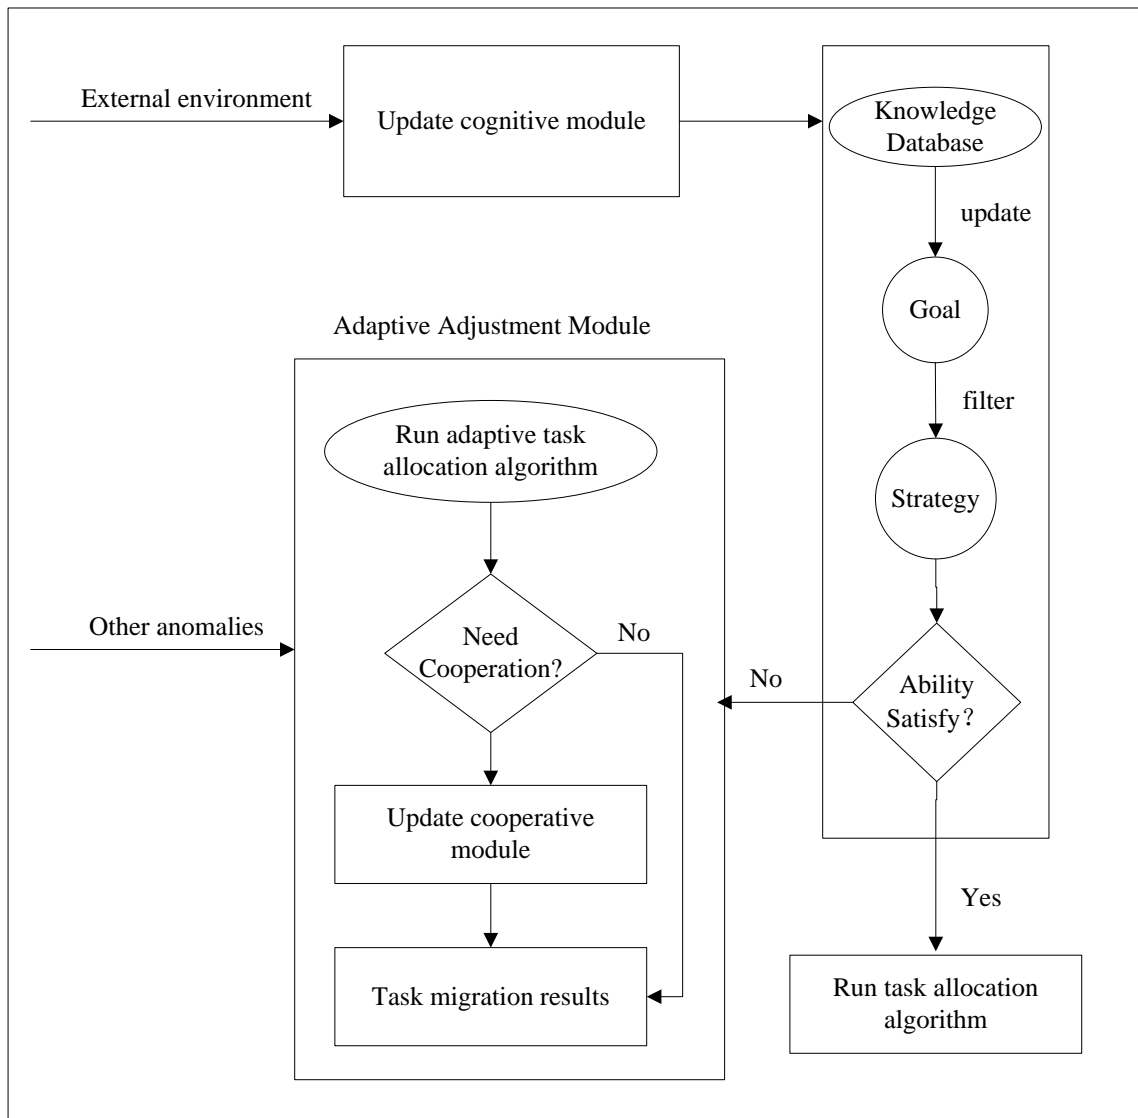 External environment
Update cognitive module
Knowledge
Database
update
Goal
filter
Strategy
Ability
Satisfy？
No
Yes
Run task allocation
algorithm
Adaptive Adjustment Module
Other anomalies
Run adaptive task
allocation algorithm
Need
Cooperation?
No
Update cooperative
module
Task migration results